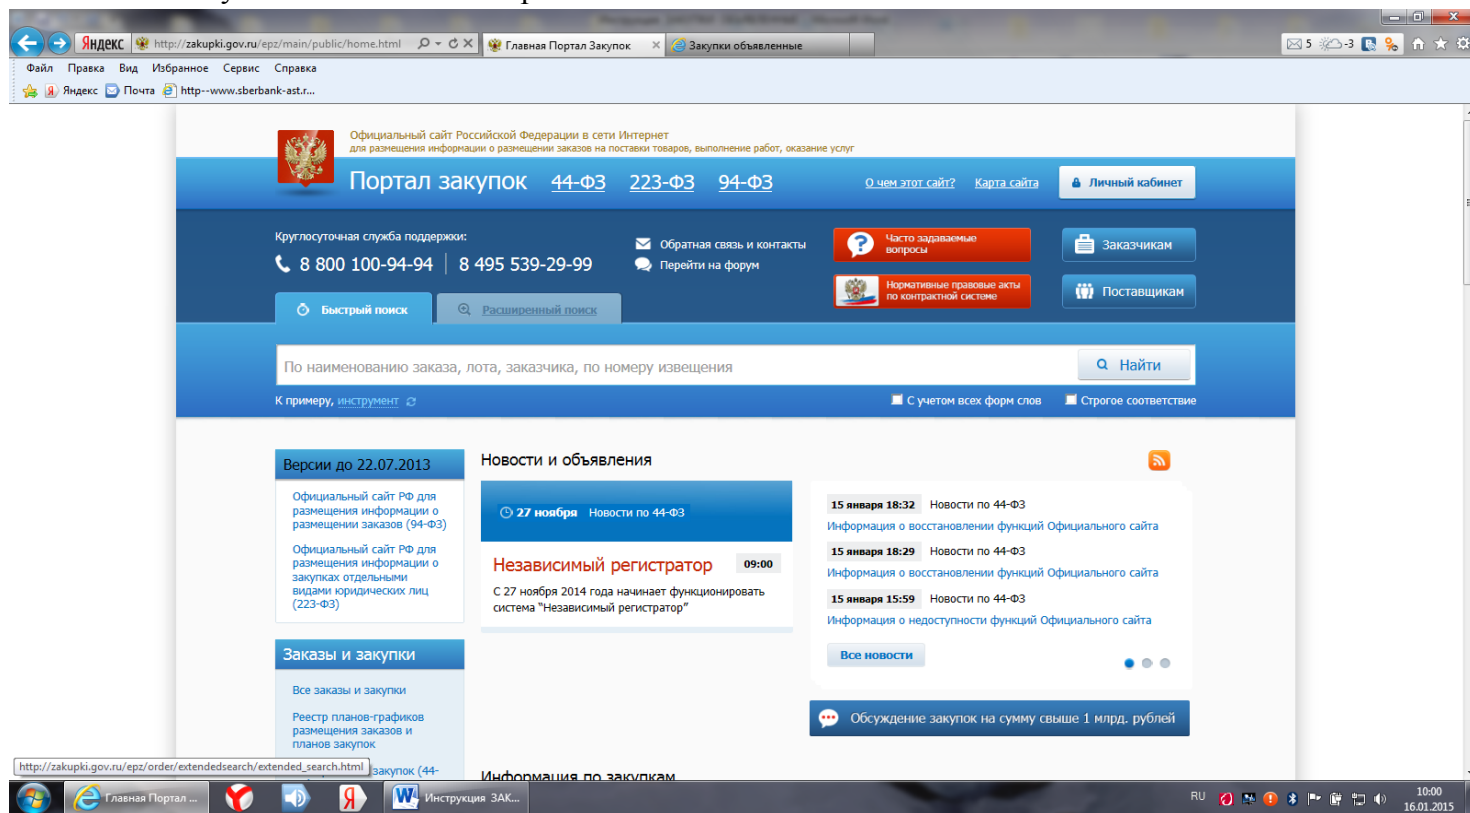 http://zakupki.gov.ru/epz/main/public/home.html
Яндекс
Главная Портал Закупок
Закупки объявленные
5
-3
Файл Правка Вид Избранное Сервис Справка
Яндекс Почта http--www.sberbank-ast.r...
Официальный сайт Российской Федерации в сети Интернет
для размещения информации о размещении заказов на поставки товаров, выполнение работ, оказание услуг
Портал закупок 44-ФЗ 223-ФЗ 94-ФЗ
О чем этот сайт? Карта сайта Личный кабинет
Круглосуточная служба поддержки:
8 800 100-94-94 8 495 539-29-99
Обратная связь и контакты
Перейти на форум
Часто задаваемые
вопросы
Нормативные правовые акты
по контрактной системе
Заказчикам
Поставщикам
Быстрый поиск Расширенный поиск
По наименованию заказа, лота, заказчика, по номеру извещения
Найти
К примеру, инструмент
С учетом всех форм слов Строгое соответствие
Версии до 22.07.2013
Официальный сайт РФ для
размещения информации о
размещении заказов (94-ФЗ)
Официальный сайт РФ для
размещения информации о
закупках отдельными
видами юридических лиц
(223-ФЗ)
Заказы и закупки
Все заказы и закупки
Реестр планов-графиков
размещения заказов и
планов закупок
закупок (44-
Новости и объявления
27 ноября Новости по 44-ФЗ
Независимый регистратор 09:00
С 27 ноября 2014 года начинает функционировать
система "Независимый регистратор"
15 января 18:32 Новости по 44-ФЗ
Информация о восстановлении функций Официального сайта
15 января 18:29 Новости по 44-ФЗ
Информация о восстановлении функций Официального сайта
15 января 15:59 Новости по 44-ФЗ
Информация о недоступности функций Официального сайта
Все новости
Обсуждение закупок на сумму свыше 1 млрд. рублей
Информация по закупкам
http://zakupki.gov.ru/epz/order/extendedsearch/extended_search.html
Главная Портал ...
Инструкция ЗАК...
RU
10:00
16.01.2015